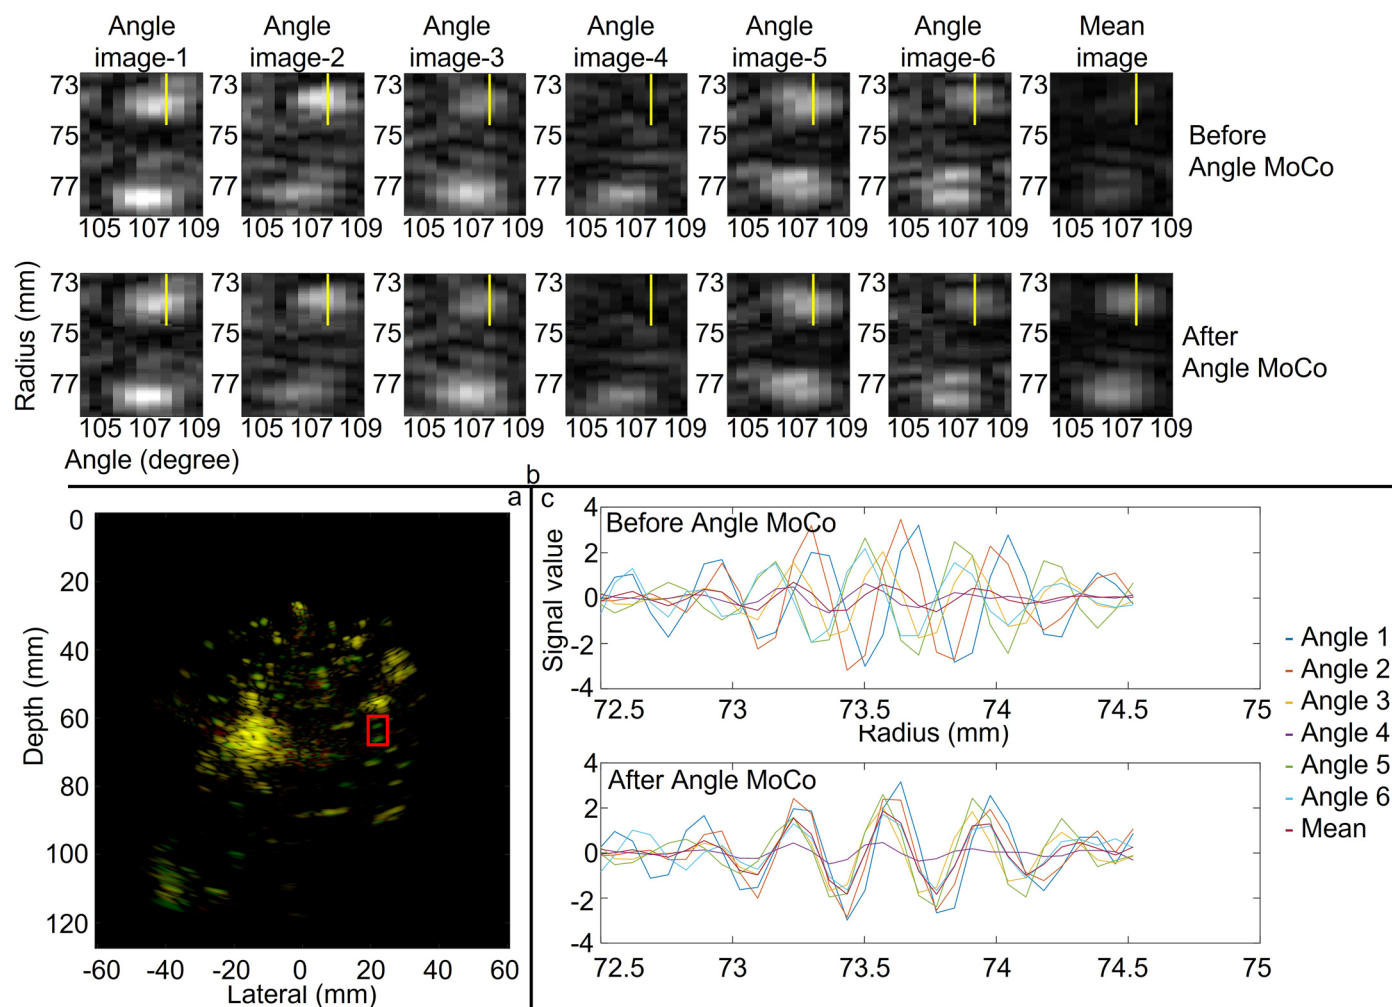 Angle image-1 Angle image-2 Angle image-3 Angle image-4 Angle image-5 Angle image-6 Mean image
73 73 73 73 73 73 73
75 75 75 75 75 75 75
77 77 77 77 77 77 77
105 107 109 105 107 109 105 107 109 105 107 109 105 107 109 105 107 109 105 107 109
Before
Angle MoCo
Radius (mm)
73 73 73 73 73 73 73
75 75 75 75 75 75 75
77 77 77 77 77 77 77
105 107 109 105 107 109 105 107 109 105 107 109 105 107 109 105 107 109 105 107 109
After
Angle MoCo
Angle (degree)
b
a
0
20
40
60
80
100
120
Depth (mm)
-60 -40 -20 0 20 40 60
Lateral (mm)
c
Before Angle MoCo
Signal value
4
2
0
-2
-4
72.5 73 73.5 74 74.5 75
Radius (mm)
After Angle MoCo
4
2
0
-2
-4
72.5 73 73.5 74 74.5 75
Angle 1
Angle 2
Angle 3
Angle 4
Angle 5
Angle 6
Mean